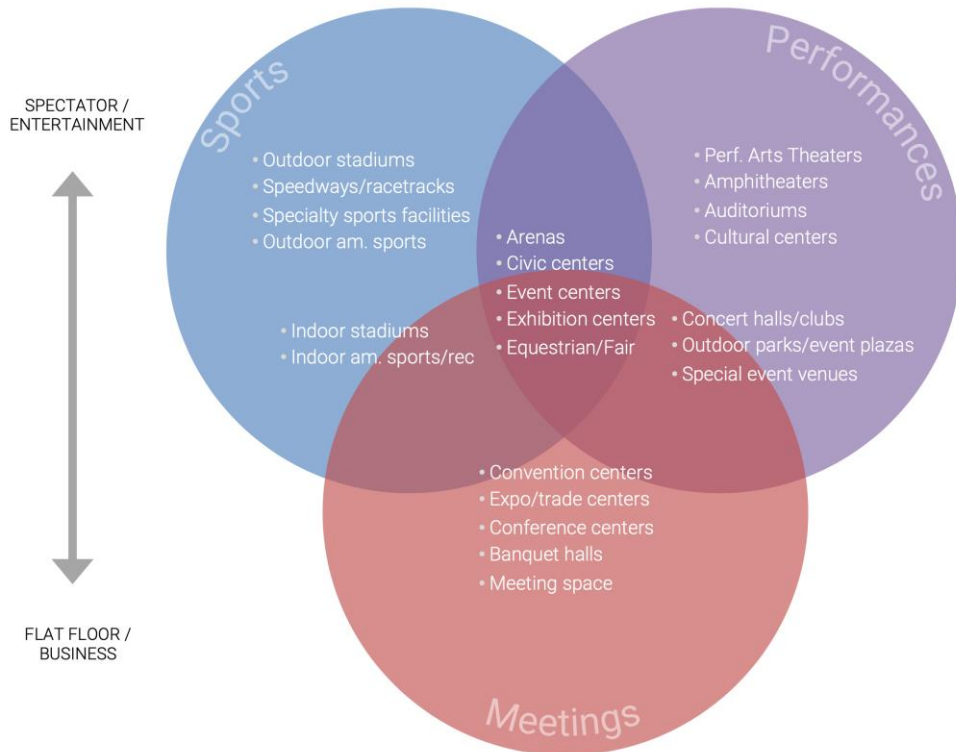 Sports
Performances
SPECTATOR /
ENTERTAINMENT
• Outdoor stadiums
• Speedways/racetracks
• Specialty sports facilities
• Outdoor am. sports
• Perf. Arts Theaters
• Amphitheaters
• Auditoriums
• Cultural centers
• Arenas
• Civic centers
• Event centers
• Exhibition centers
• Equestrian/Fair
• Indoor stadiums
• Indoor am. sports/rec
• Concert halls/clubs
• Outdoor parks/event plazas
• Special event venues
• Convention centers
• Expo/trade centers
• Conference centers
• Banquet halls
• Meeting space
FLAT FLOOR /
BUSINESS
Meetings